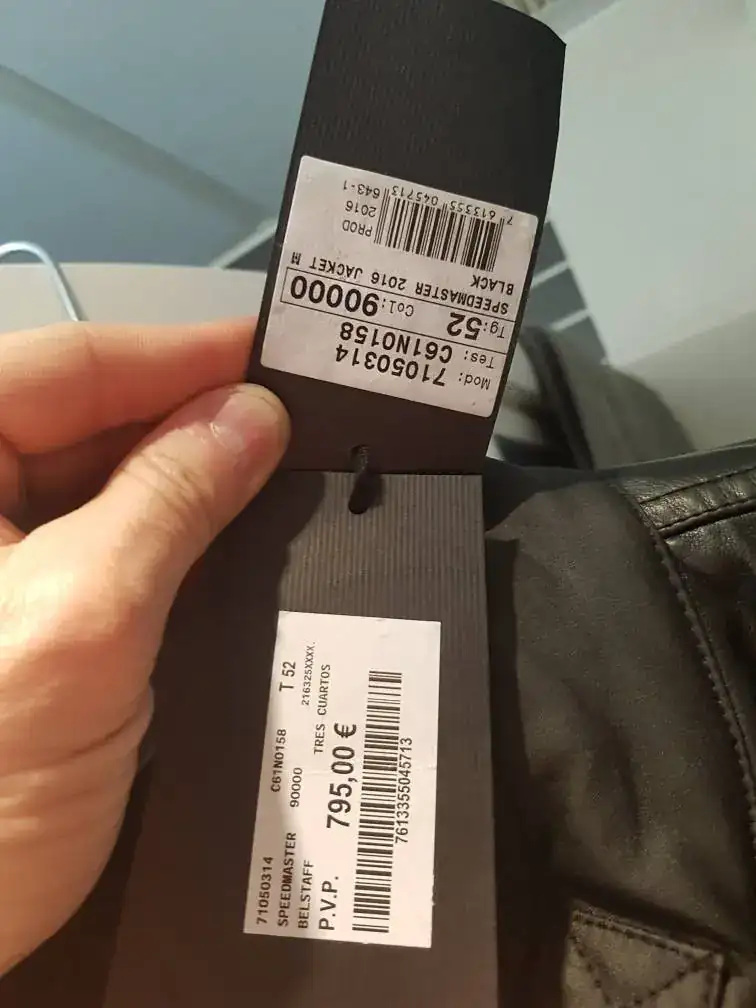 Mod: 71050314
Tes: C61N0158
Tg: 52 Col: 90000
SPEEDMASTER 2016 JACKET M
BLACK
PROD
2016
643-1
7 613355 045713
71050314 C61N0158 T 52
SPEEDMASTER 90000 216325XXXX.
BELSTAFF TRES CUARTOS
P.V.P. 795,00 €
7613355045713